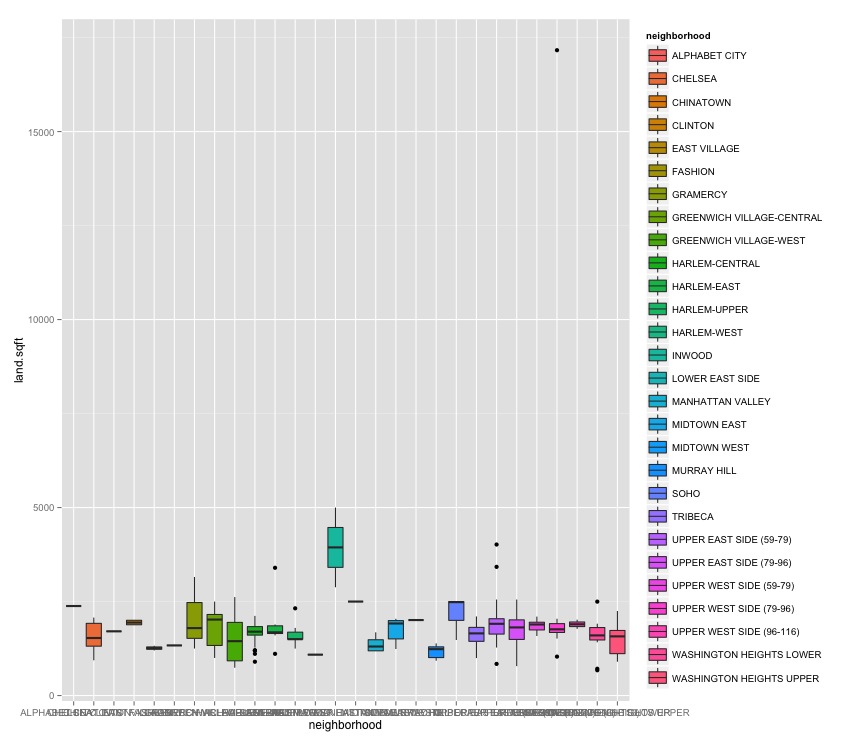 neighborhood
ALPHABET CITY
CHELSEA
CHINATOWN
CLINTON
EAST VILLAGE
FASHION
GRAMERCY
GREENWICH VILLAGE-CENTRAL
GREENWICH VILLAGE-WEST
HARLEM-CENTRAL
HARLEM-EAST
HARLEM-UPPER
HARLEM-WEST
INWOOD
LOWER EAST SIDE
MANHATTAN VALLEY
MIDTOWN EAST
MIDTOWN WEST
MURRAY HILL
SOHO
TRIBECA
UPPER EAST SIDE (59-79)
UPPER EAST SIDE (79-96)
UPPER WEST SIDE (59-79)
UPPER WEST SIDE (79-96)
UPPER WEST SIDE (96-116)
WASHINGTON HEIGHTS LOWER
WASHINGTON HEIGHTS UPPER
15000
10000
5000
0
land.sqft
neighborhood